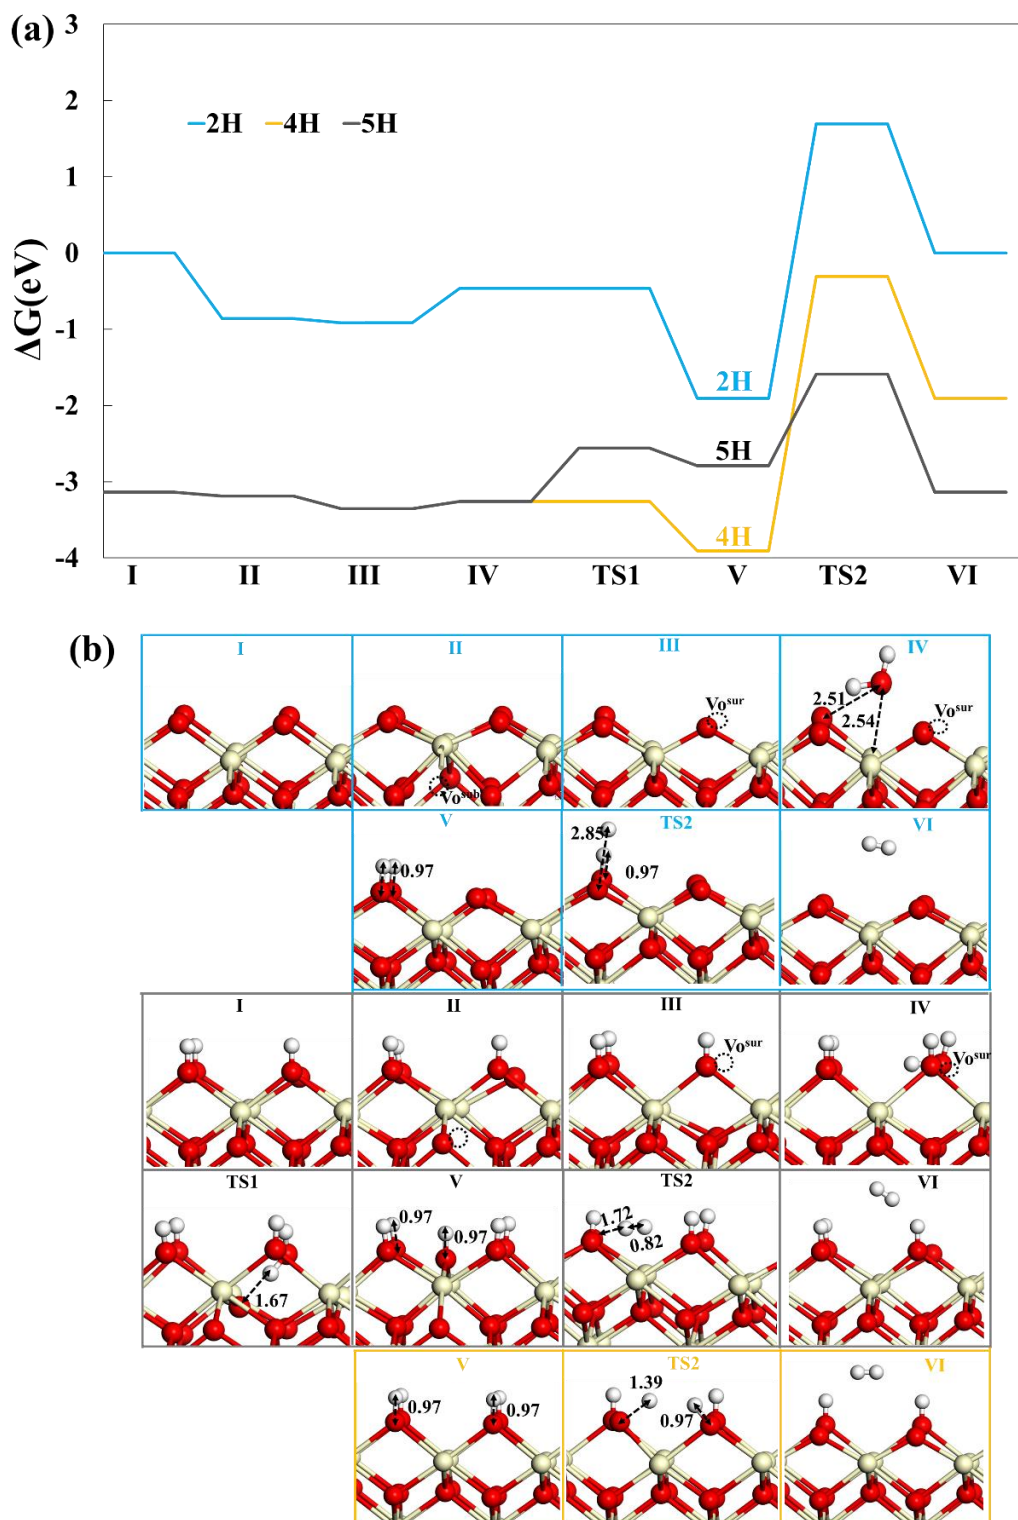 (a)
3
2
1
0
-1
-2
-3
-4
ΔG(eV)
2H 4H 5H
2H
5H
4H
I II III IV TS1 V TS2 VI
(b)
I II III IV
Vo^sub
Vo^sur
2.51
2.54
Vo^sur
V TS2 VI
0.97
2.85
0.97
I II III IV
Vo^sur
Vo^sur
TS1 V TS2 VI
1.67
0.97
0.97
1.72
0.82
V TS2 VI
0.97
0.97
1.39
0.97